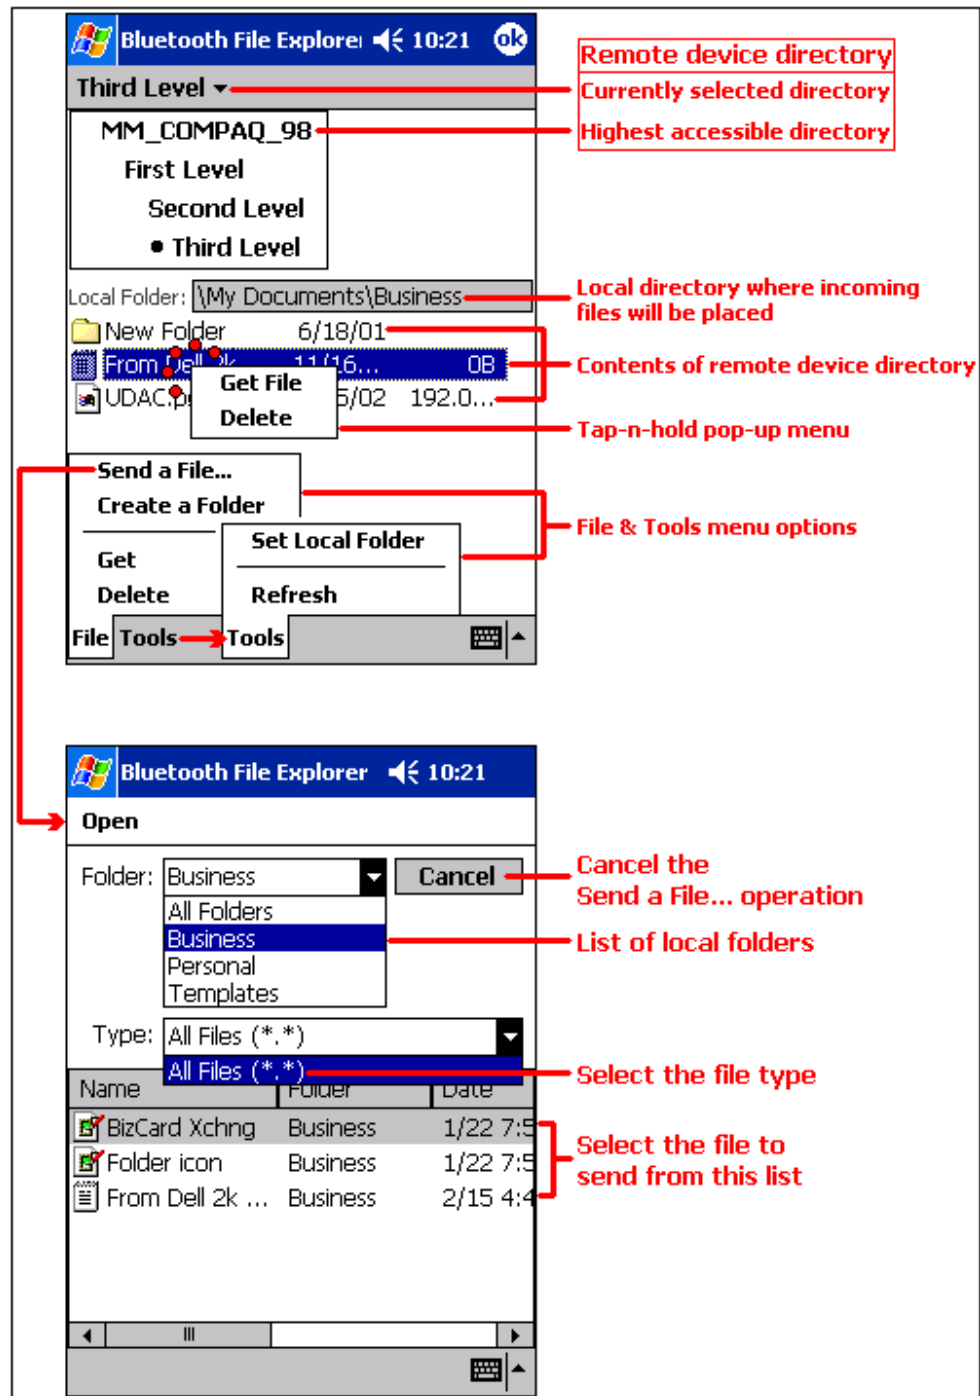 Bluetooth File Explorer 10:21 ok
Remote device directory
Third Level
Currently selected directory
MM_COMPAQ_98
Highest accessible directory
First Level
Second Level
• Third Level
Local Folder: \My Documents\Business
Local directory where incoming
files will be placed
New Folder 6/18/01
From Dell 2k 11/16... 0B
Contents of remote device directory
Get File
192.0...
Delete
Tap-n-hold pop-up menu
Send a File...
Create a Folder
File & Tools menu options
Set Local Folder
Get
Delete
Refresh
File Tools Tools
Bluetooth File Explorer 10:21
Open
Folder: Business Cancel
Cancel the
Send a File... operation
All Folders
Business
List of local folders
Personal
Templates
Type: All Files (*.*)
All Files (*.*)
Select the file type
Name Folder Date
BizCard Xchng Business 1/22 7:5
Select the file to
Folder icon Business 1/22 7:5
send from this list
From Dell 2k ... Business 2/15 4:4